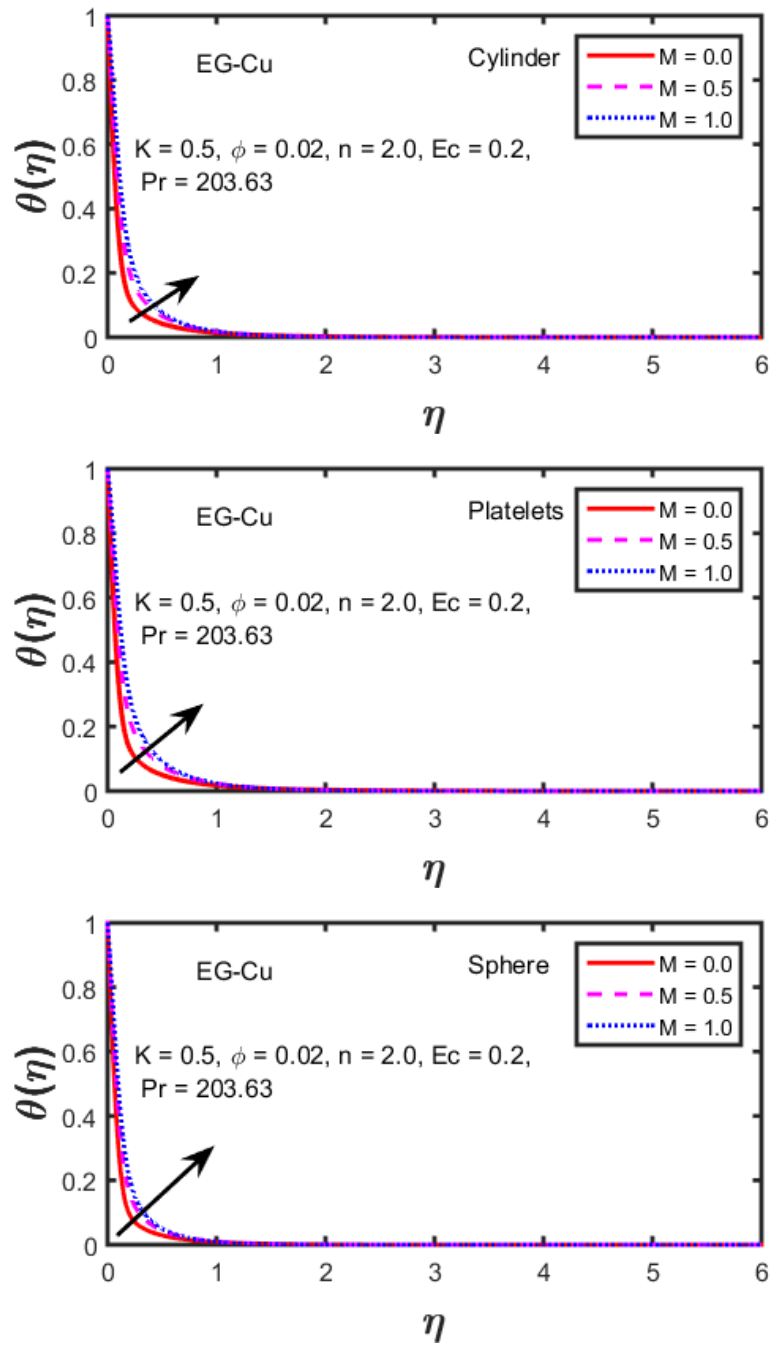 EG-Cu
Cylinder
M = 0.0
M = 0.5
M = 1.0
K = 0.5, ϕ = 0.02, n = 2.0, Ec = 0.2,
Pr = 203.63
θ(η)
1
0.8
0.6
0.4
0.2
0
0 1 2 3 4 5 6
η
EG-Cu
Platelets
M = 0.0
M = 0.5
M = 1.0
K = 0.5, ϕ = 0.02, n = 2.0, Ec = 0.2,
Pr = 203.63
θ(η)
1
0.8
0.6
0.4
0.2
0
0 1 2 3 4 5 6
η
EG-Cu
Sphere
M = 0.0
M = 0.5
M = 1.0
K = 0.5, ϕ = 0.02, n = 2.0, Ec = 0.2,
Pr = 203.63
θ(η)
1
0.8
0.6
0.4
0.2
0
0 1 2 3 4 5 6
η